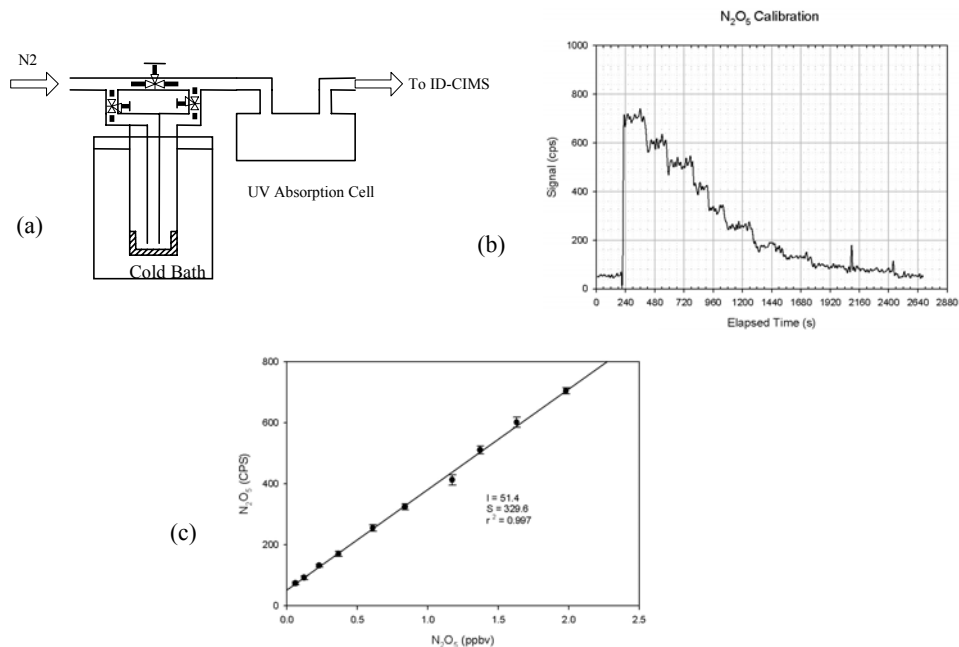 N2
To ID-CIMS
UV Absorption Cell
(a)
Cold Bath
N₂O₅ Calibration
1000
800
600
400
200
0
Signal (cps)
0 240 480 720 960 1200 1440 1680 1920 2160 2400 2640 2880
Elapsed Time (s)
(b)
800
600
400
200
0
N₂O₅ (CPS)
I = 51.4
S = 329.6
r² = 0.997
0.0 0.5 1.0 1.5 2.0 2.5
N₂O₅ (ppbv)
(c)